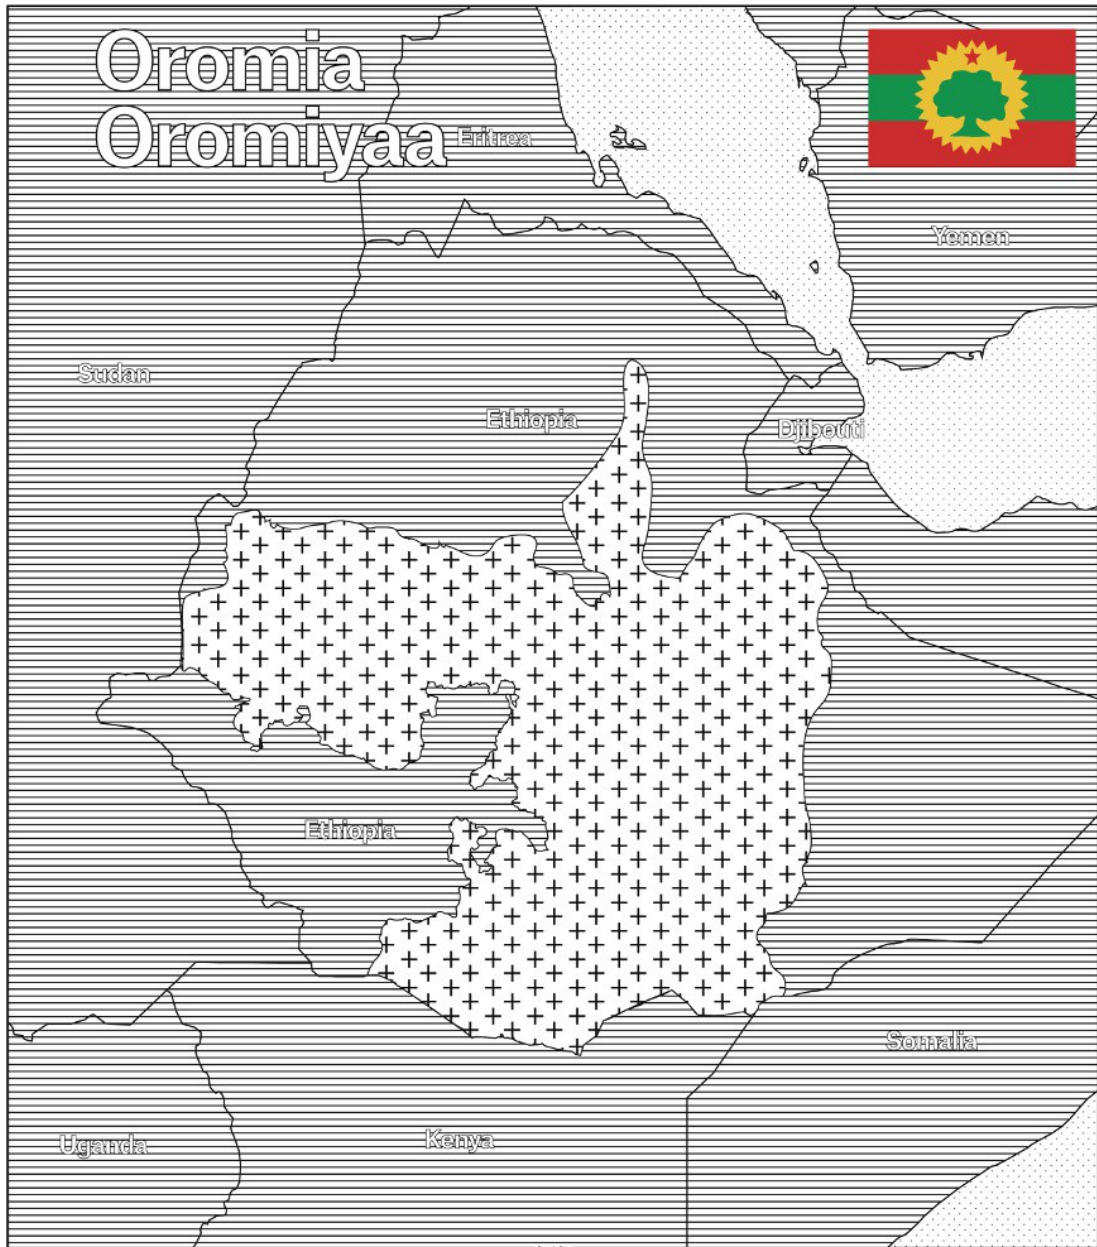 Oromia
Oromiyaa
Eritrea
Yemen
Sudan
Ethiopia
Djibouti
Ethiopia
Somalia
Uganda
Kenya